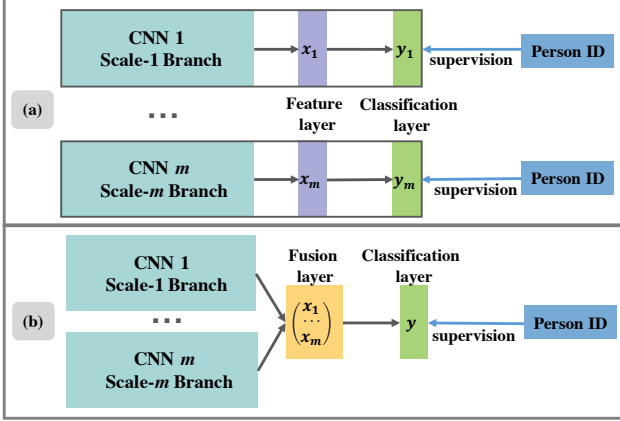 CNN 1
Scale-1 Branch
x₁
y₁
supervision
Person ID
(a)
...
Feature
layer
Classification
layer
CNN m
Scale-m Branch
xₘ
yₘ
supervision
Person ID
(b)
CNN 1
Scale-1 Branch
...
CNN m
Scale-m Branch
Fusion
layer
x₁
...
xₘ
Classification
layer
y
supervision
Person ID